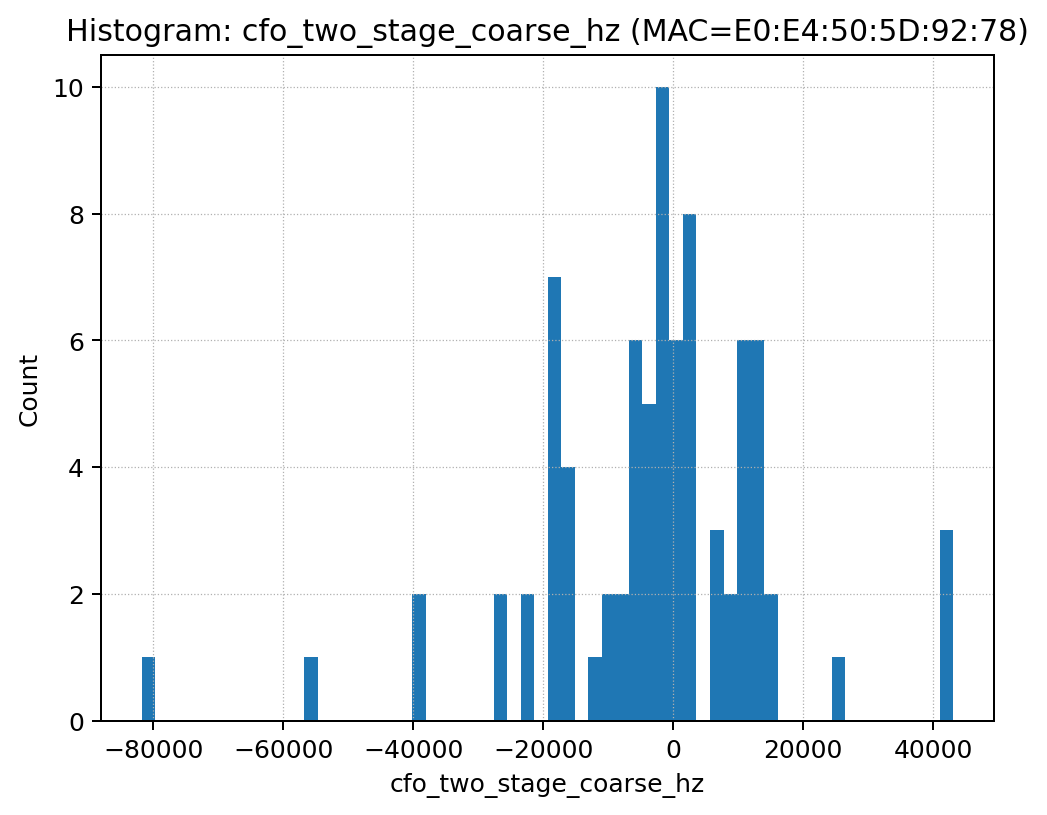 Histogram: cfo_two_stage_coarse_hz (MAC=E0:E4:50:5D:92:78)
10
8
6
4
2
0
Count
−80000 −60000 −40000 −20000 0 20000 40000
cfo_two_stage_coarse_hz